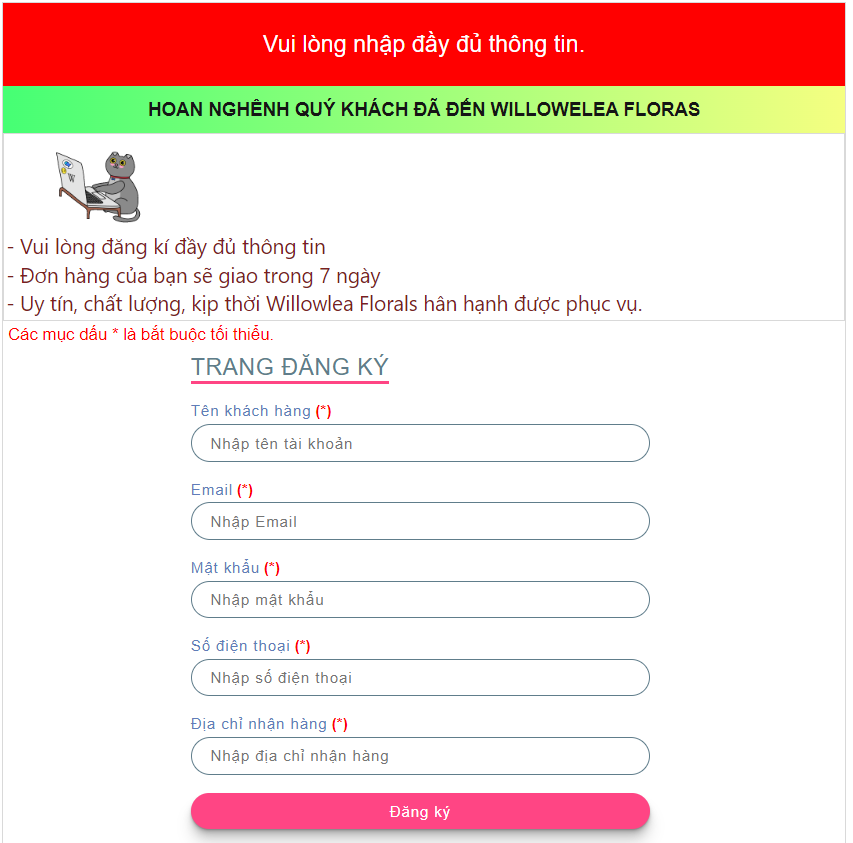 Vui lòng nhập đầy đủ thông tin.
HOAN NGHÊNH QUÝ KHÁCH ĐÃ ĐẾN WILLOWELEA FLORAS
W
- Vui lòng đăng kí đầy đủ thông tin
- Đơn hàng của bạn sẽ giao trong 7 ngày
- Uy tín, chất lượng, kịp thời Willowlea Florals hân hạnh được phục vụ.
Các mục dấu * là bắt buộc tối thiểu.
TRANG ĐĂNG KÝ
Tên khách hàng (*)
Nhập tên tài khoản
Email (*)
Nhập Email
Mật khẩu (*)
Nhập mật khẩu
Số điện thoại (*)
Nhập số điện thoại
Địa chỉ nhận hàng (*)
Nhập địa chỉ nhận hàng
Đăng ký